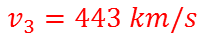 v₃ = 443 km/s